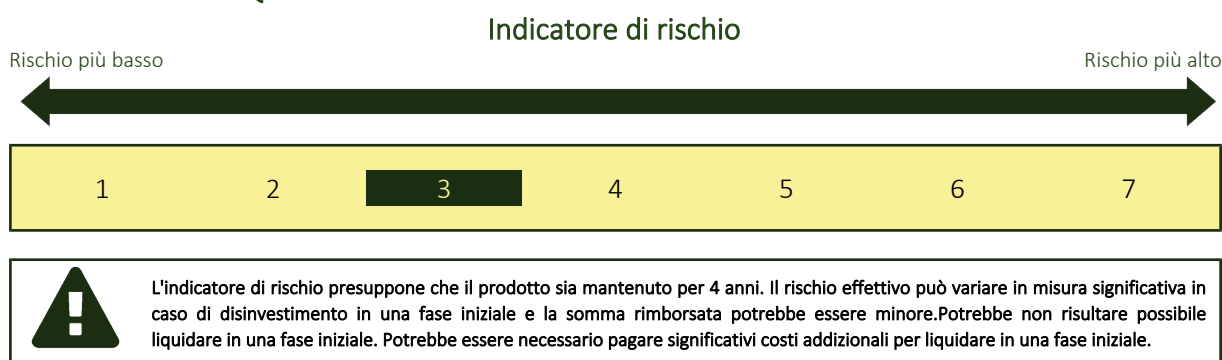 Indicatore di rischio
Rischio più basso Rischio più alto
1 2 3 4 5 6 7
L'indicatore di rischio presuppone che il prodotto sia mantenuto per 4 anni. Il rischio effettivo può variare in misura significativa in
caso di disinvestimento in una fase iniziale e la somma rimborsata potrebbe essere minore.Potrebbe non risultare possibile
liquidare in una fase iniziale. Potrebbe essere necessario pagare significativi costi addizionali per liquidare in una fase iniziale.